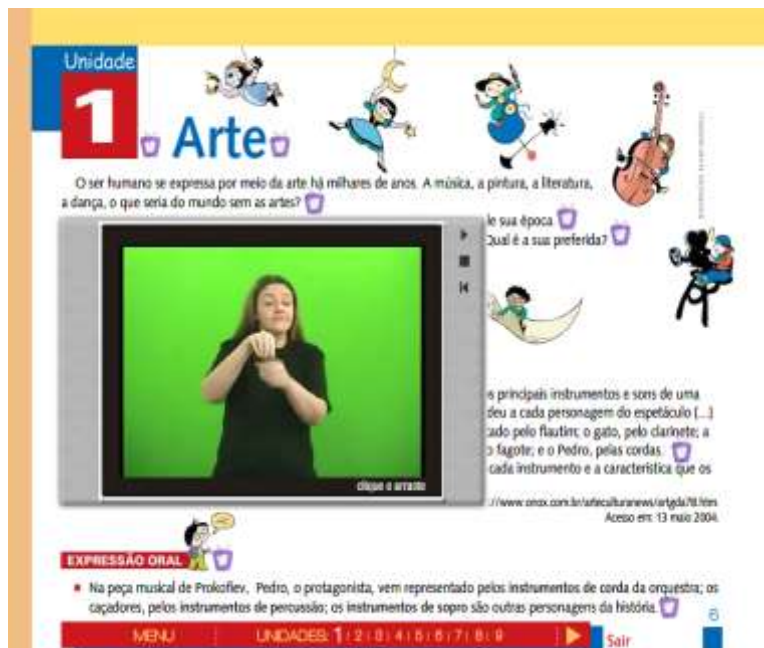 Unidade
1
Arte
O ser humano se expressa por meio da arte há milhares de anos. A música, a pintura, a literatura,
a dança, o que seria do mundo sem as artes?
le sua época
Qual é a sua preferida?
clique e arraste
s principais instrumentos e sons de uma
deu a cada personagem do espetáculo [...]
tado pelo flautim; o gato, pelo clarinete; a
o fagote; e o Pedro, pelas cordas.
cada instrumento e a característica que os
Acesso em: 13 maio 2004.
EXPRESSÃO ORAL
Na peça musical de Prokofiev, Pedro, o protagonista, vem representado pelos instrumentos de corda da orquestra; os
caçadores, pelos instrumentos de percussão; os instrumentos de sopro são outras personagens da história.
6
MENU UNIDADES: 1 | 2 | 3 | 4 | 5 | 6 | 7 | 8 | 9
Sair